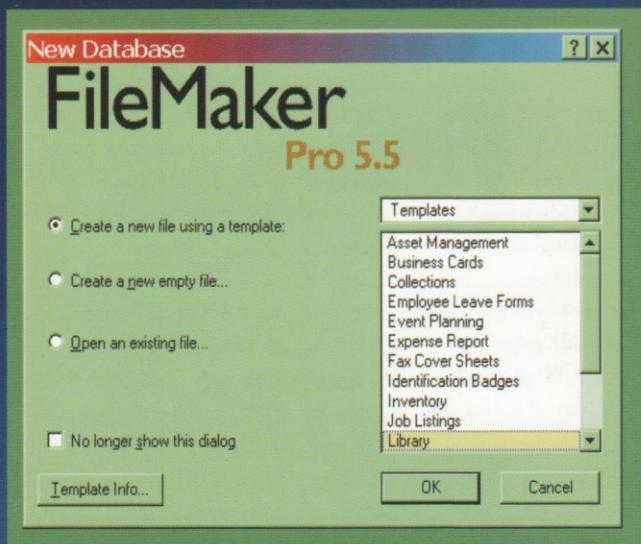 New Database
FileMaker
Pro 5.5
Create a new file using a template:
Create a new empty file...
Open an existing file...
No longer show this dialog
Template Info...
Templates
Asset Management
Business Cards
Collections
Employee Leave Forms
Event Planning
Expense Report
Fax Cover Sheets
Identification Badges
Inventory
Job Listings
Library
OK
Cancel